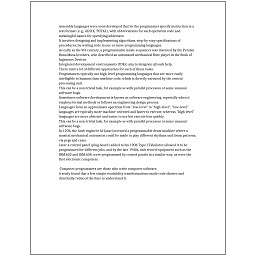 Assembly languages were soon developed that let the programmer specify instruction in a
text format (e.g., ADD X, TOTAL), with abbreviations for each operation code and
meaningful names for specifying addresses.
It involves designing and implementing algorithms, step-by-step specifications of
procedures, by writing code in one or more programming languages.
As early as the 9th century, a programmable music sequencer was invented by the Persian
Banu Musa brothers, who described an automated mechanical flute player in the Book of
Ingenious Devices.
Integrated development environments (IDEs) aim to integrate all such help.
There exist a lot of different approaches for each of those tasks.
Programmers typically use high-level programming languages that are more easily
intelligible to humans than machine code, which is directly executed by the central
processing unit.
This can be a non-trivial task, for example as with parallel processes or some unusual
software bugs.
Sometimes software development is known as software engineering, especially when it
employs formal methods or follows an engineering design process.
Languages form an approximate spectrum from "low-level" to "high-level"; "low-level"
languages are typically more machine-oriented and faster to execute, whereas "high-level"
languages are more abstract and easier to use but execute less quickly.
This can be a non-trivial task, for example as with parallel processes or some unusual
software bugs.
In 1206, the Arab engineer Al-Jazari invented a programmable drum machine where a
musical mechanical automaton could be made to play different rhythms and drum patterns,
via pegs and cams.
Later a control panel (plug board) added to his 1906 Type I Tabulator allowed it to be
programmed for different jobs, and by the late 1940s, unit record equipment such as the
IBM 602 and IBM 604, were programmed by control panels in a similar way, as were the
first electronic computers.
Computer programmers are those who write computer software.
It is very found that a few simple readability transformations made code shorter and
drastically reduced the time to understand it.